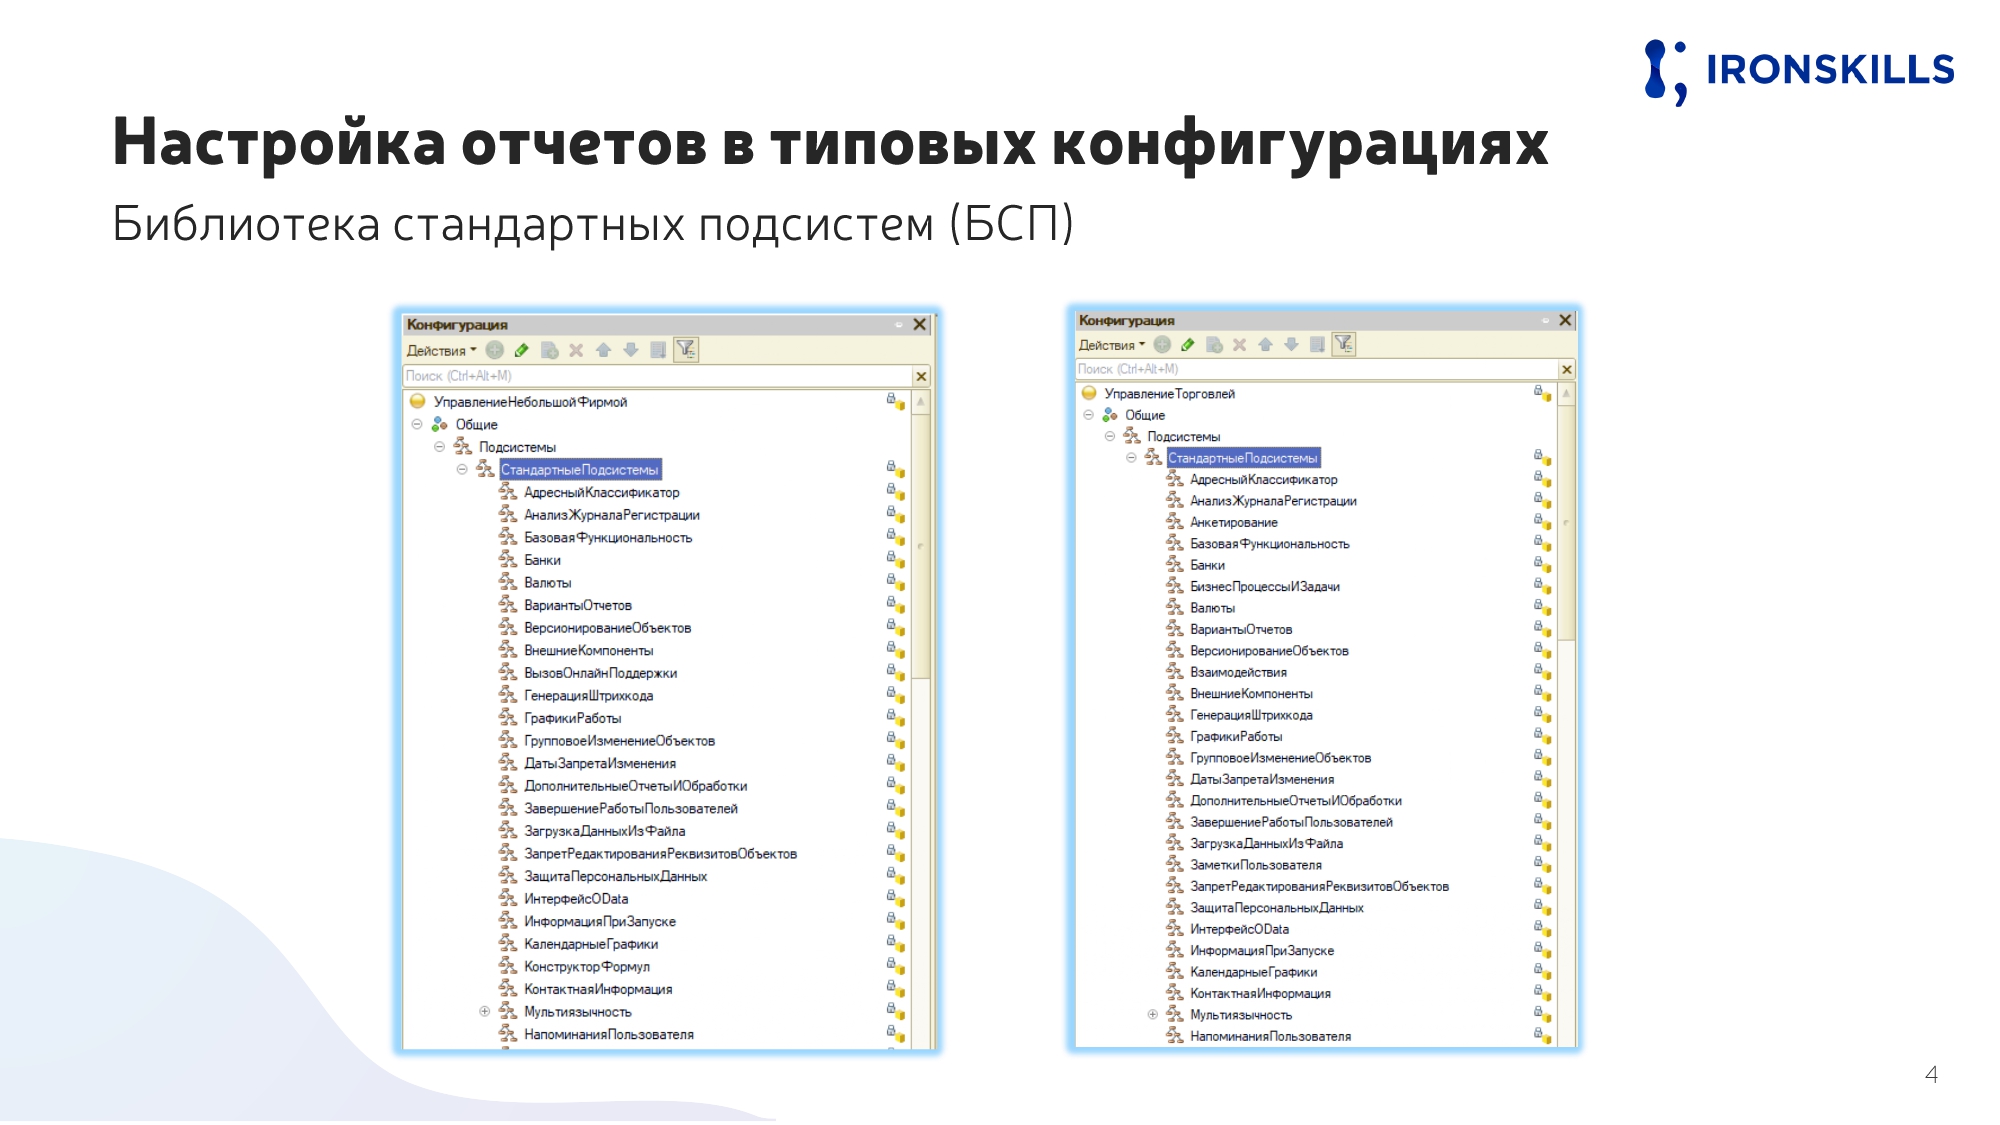 IRONSKILLS
Настройка отчетов в типовых конфигурациях
Библиотека стандартных подсистем (БСП)
Конфигурация
Действия
Поиск (Ctrl+Alt+M)
УправлениеНебольшойФирмой
Общие
Подсистемы
СтандартныеПодсистемы
АдресныйКлассификатор
АнализЖурналаРегистрации
БазоваяФункциональность
Банки
Валюты
ВариантыОтчетов
ВерсионированиеОбъектов
ВнешниеКомпоненты
ВызовОнлайнПоддержки
ГенерацияШтрихкода
ГрафикиРаботы
ГрупповоеИзменениеОбъектов
ДатыЗапретаИзменения
ДополнительныеОтчетыИОбработки
ЗавершениеРаботыПользователей
ЗагрузкаДанныхИзФайла
ЗапретРедактированияРеквизитовОбъектов
ЗащитаПерсональныхДанных
ИнтерфейсOData
ИнформацияПриЗапуске
КалендарныеГрафики
КонструкторФормул
КонтактнаяИнформация
Мультиязычность
НапоминанияПользователя
Конфигурация
Действия
Поиск (Ctrl+Alt+M)
УправлениеТорговлей
Общие
Подсистемы
СтандартныеПодсистемы
АдресныйКлассификатор
АнализЖурналаРегистрации
Анкетирование
БазоваяФункциональность
Банки
БизнесПроцессыИЗадачи
Валюты
ВариантыОтчетов
ВерсионированиеОбъектов
Взаимодействия
ВнешниеКомпоненты
ГенерацияШтрихкода
ГрафикиРаботы
ГрупповоеИзменениеОбъектов
ДатыЗапретаИзменения
ДополнительныеОтчетыИОбработки
ЗавершениеРаботыПользователей
ЗагрузкаДанныхИзФайла
ЗаметкиПользователя
ЗапретРедактированияРеквизитовОбъектов
ЗащитаПерсональныхДанных
ИнтерфейсOData
ИнформацияПриЗапуске
КалендарныеГрафики
КонтактнаяИнформация
Мультиязычность
НапоминанияПользователя
4